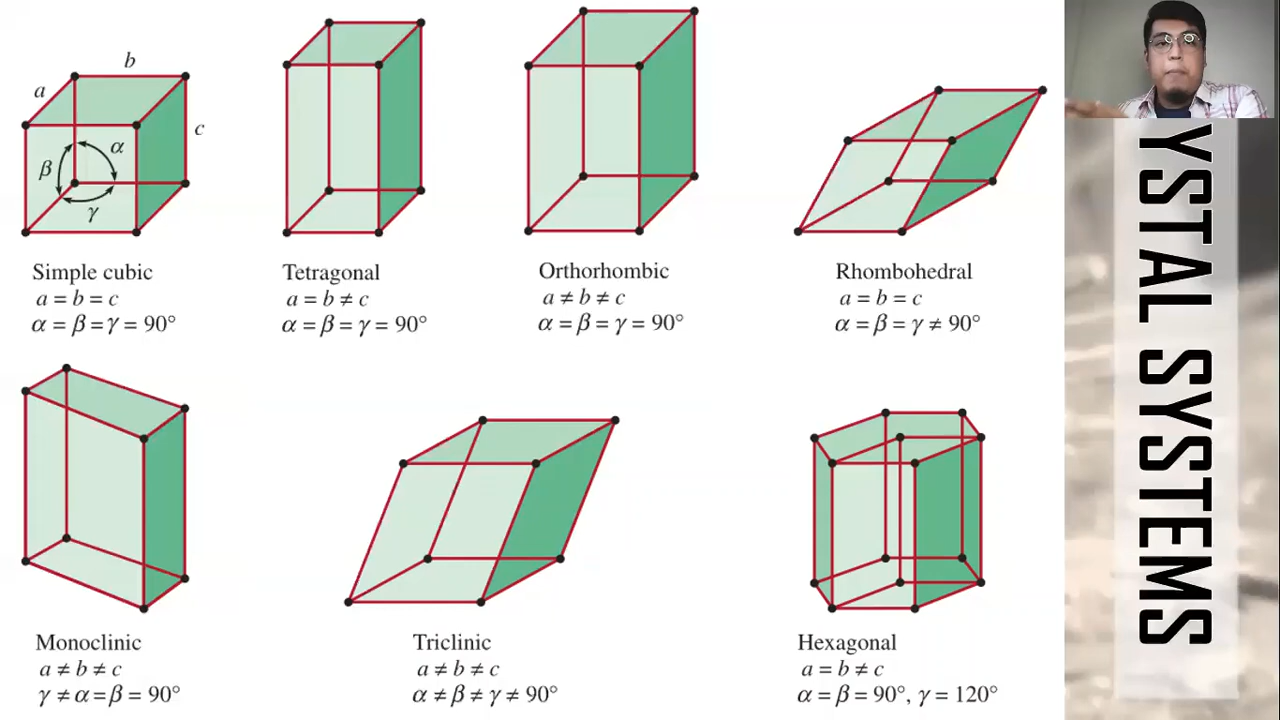 b
a
c
β
α
γ
Simple cubic
a = b = c
α = β = γ = 90°
Tetragonal
a = b ≠ c
α = β = γ = 90°
Orthorhombic
a ≠ b ≠ c
α = β = γ = 90°
Rhombohedral
a = b = c
α = β = γ ≠ 90°
Monoclinic
a ≠ b ≠ c
γ ≠ α = β = 90°
Triclinic
a ≠ b ≠ c
α ≠ β ≠ γ ≠ 90°
Hexagonal
a = b ≠ c
α = β = 90°, γ = 120°
YSTAL SYSTEMS